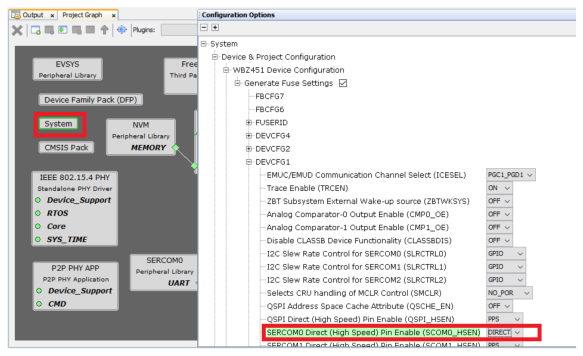 Output x Project Graph x
Plugins:
EVSYS
Peripheral Library
Free
Third Pa
Device Family Pack (DFP)
System
NVM
Peripheral Library
MEMORY
CMSIS Pack
IEEE 802.15.4 PHY
Standalone PHY Driver
Device_Support
RTOS
Core
SYS_TIME
P2P PHY APP
P2P PHY Application
Device_Support
CMD
SERCOM0
Peripheral Library
UART
Configuration Options
System
Device & Project Configuration
WBZ451 Device Configuration
Generate Fuse Settings
FBCFG7
FBCFG6
FUSERID
DEVCFG4
DEVCFG2
DEVCFG1
EMUC/EMUD Communication Channel Select (ICESEL) PGC1_PGD1
Trace Enable (TRCEN) ON
ZBT Subsystem External Wake-up source (ZBTWKSYS) OFF
Analog Comparator-0 Output Enable (CMP0_OE) OFF
Analog Comparator-1 Output Enable (CMP1_OE) OFF
Disable CLASSB Device Functionality (CLASSBDIS) OFF
I2C Slew Rate Control for SERCOM0 (SLRCTRL0) GPIO
I2C Slew Rate Control for SERCOM1 (SLRCTRL1) GPIO
I2C Slew Rate Control for SERCOM2 (SLRCTRL2) GPIO
Selects CRU handling of MCLR Control (SMCLR) NO_POR
QSPI Address Space Cache Attribute (QSCHE_EN) OFF
QSPI Direct (High Speed) Pin Enable (QSPI_HSEN) PPS
SERCOM0 Direct (High Speed) Pin Enable (SCOM0_HSEN) DIRECT
SERCOM1 Direct (High Speed) Pin Enable (SCOM1_HSEN) PPS